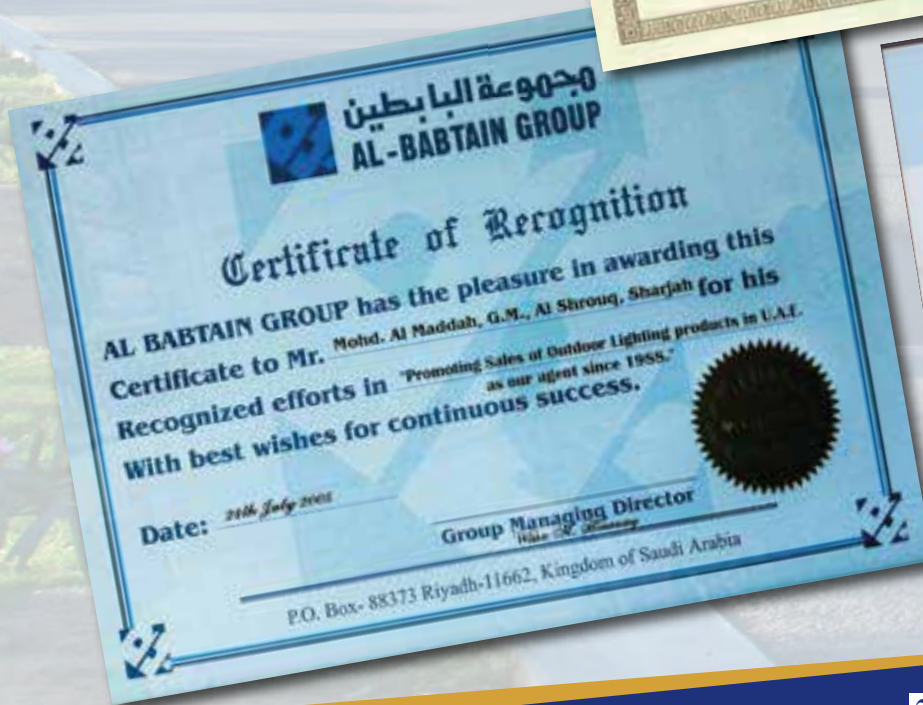 مجموعة البابطين
AL-BABTAIN GROUP
Certificate of Recognition
AL BABTAIN GROUP has the pleasure in awarding this
Certificate to Mr. Mohd. Al Maddah, G.M., Al Shrouq, Sharjah for his
Recognized efforts in "Promoting Sales of Outdoor Lighting products in U.A.E.
as our agent since 1988."
With best wishes for continuous success.
Date: July
Group Managing Director
P.O. Box- 88373 Riyadh-11662, Kingdom of Saudi Arabia